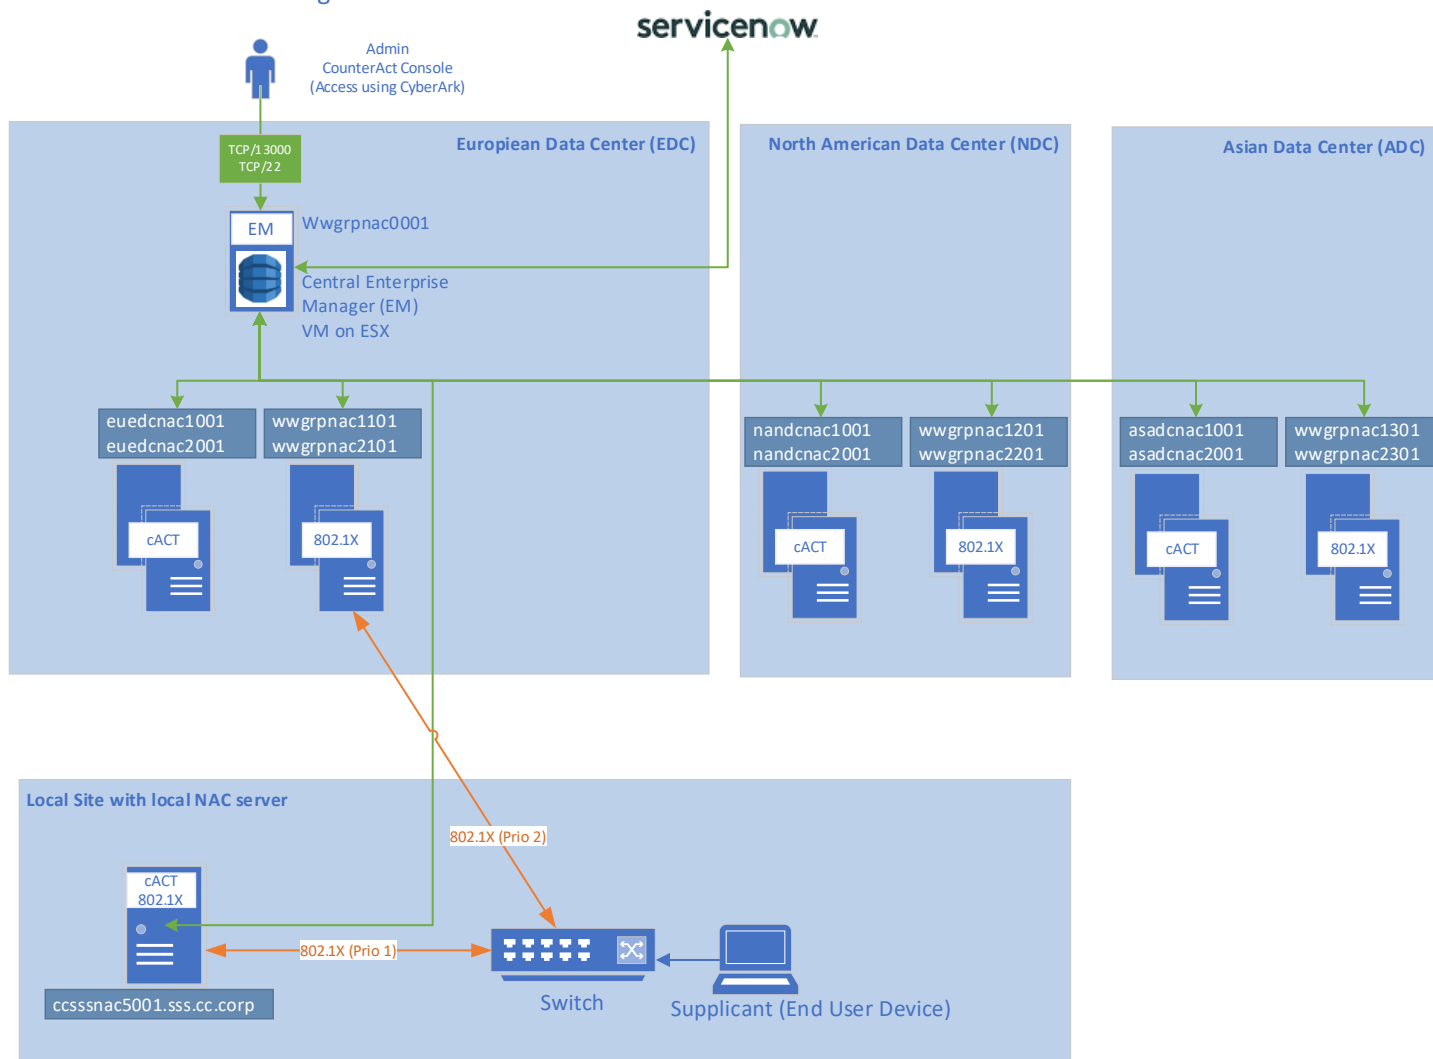 servicenow
Admin
CounterAct Console
(Access using CyberArk)
Europiean Data Center (EDC)
North American Data Center (NDC)
Asian Data Center (ADC)
TCP/13000
TCP/22
EM
Wwgrpnac0001
Central Enterprise
Manager (EM)
VM on ESX
euedcnac1001
euedcnac2001
wwgrpnac1101
wwgrpnac2101
nandcnac1001
nandcnac2001
wwgrpnac1201
wwgrpnac2201
asadcnac1001
asadcnac2001
wwgrpnac1301
wwgrpnac2301
cACT
802.1X
cACT
802.1X
cACT
802.1X
Local Site with local NAC server
802.1X (Prio 2)
cACT
802.1X
802.1X (Prio 1)
ccsssnac5001.sss.cc.corp
Switch
Supplicant (End User Device)